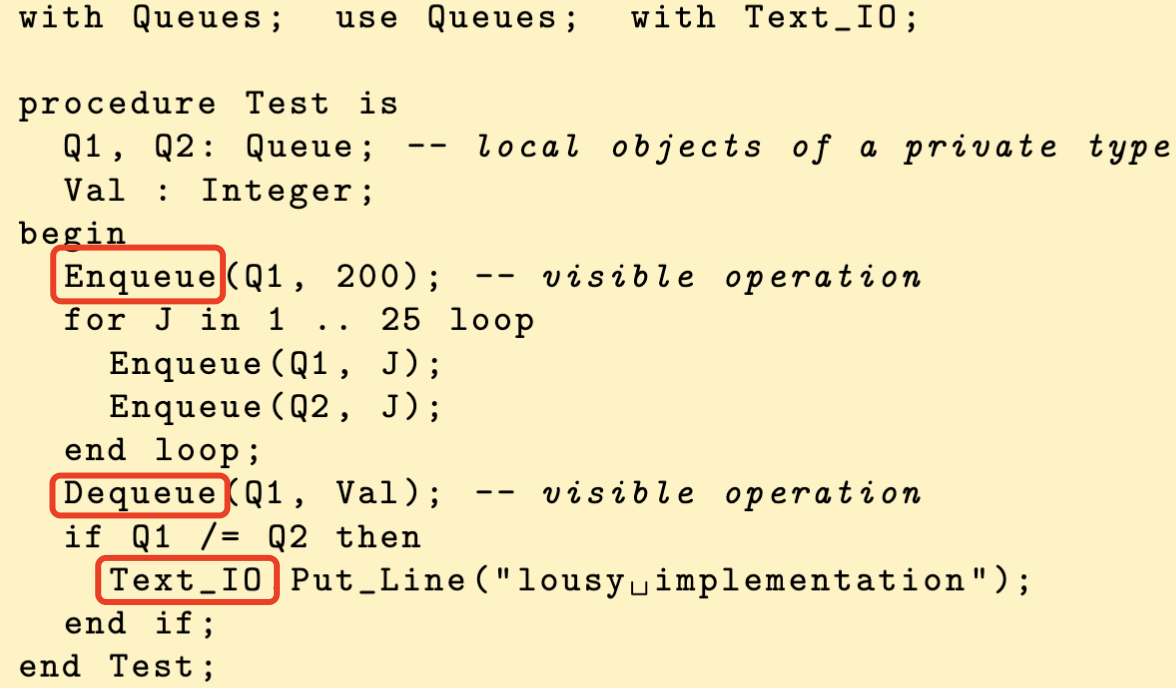 with Queues; use Queues; with Text_IO;
procedure Test is
Q1, Q2: Queue; -- local objects of a private type
Val : Integer;
begin
Enqueue(Q1, 200); -- visible operation
for J in 1 .. 25 loop
Enqueue(Q1, J);
Enqueue(Q2, J);
end loop;
Dequeue(Q1, Val); -- visible operation
if Q1 /= Q2 then
Text_IO Put_Line("lousy␣implementation");
end if;
end Test;